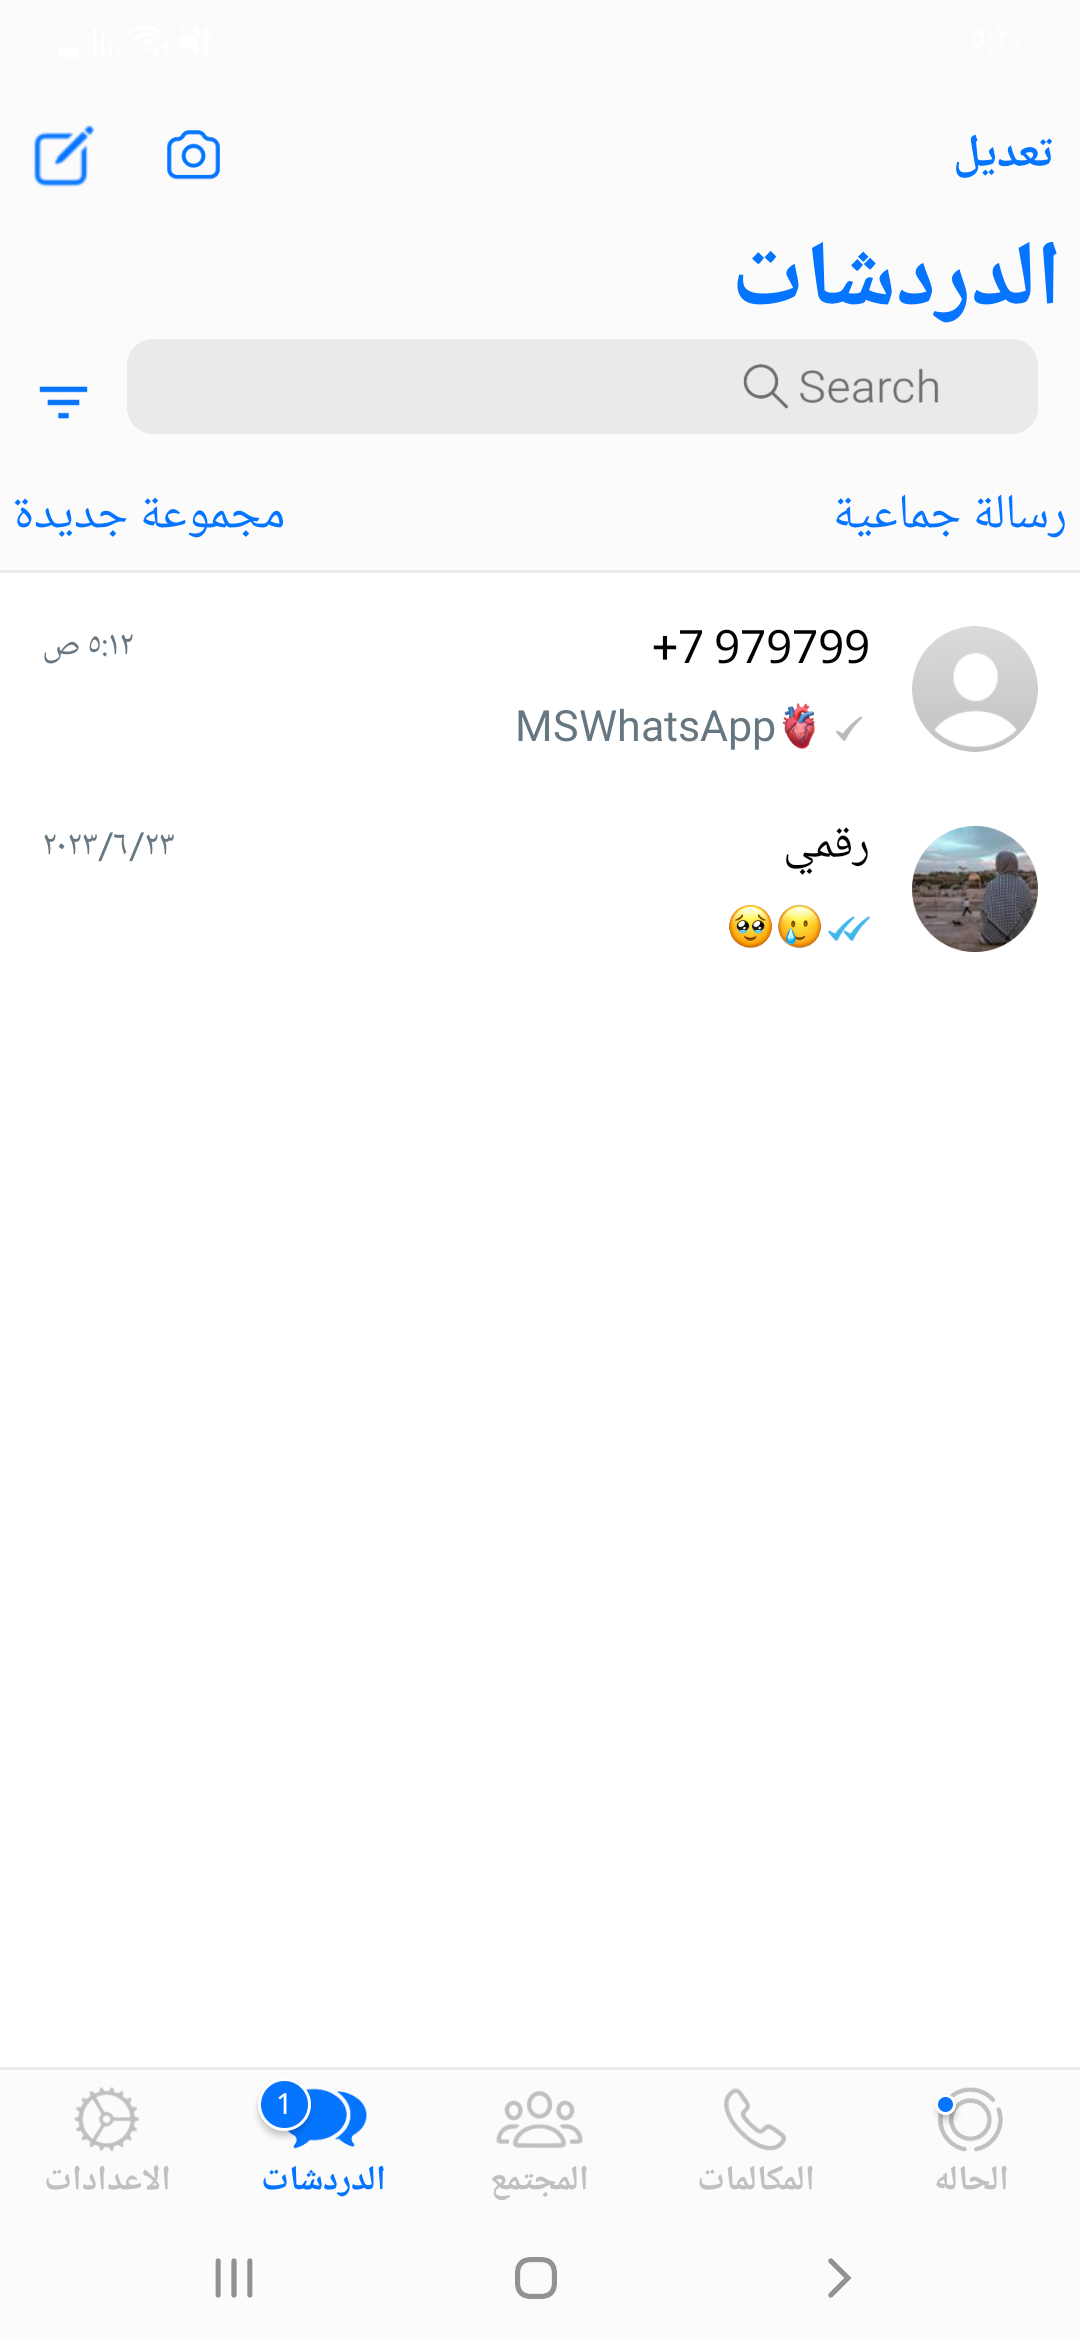 تعديل
الدردشات
Search
رسالة جماعية
مجموعة جديدة
+7 979799
٥:١٢ ص
MSWhatsApp🫀
رقمي
٢٠٢٣/٦/٢٣
🥲🥹
الحاله
المكالمات
المجتمع
1
الدردشات
الاعدادات